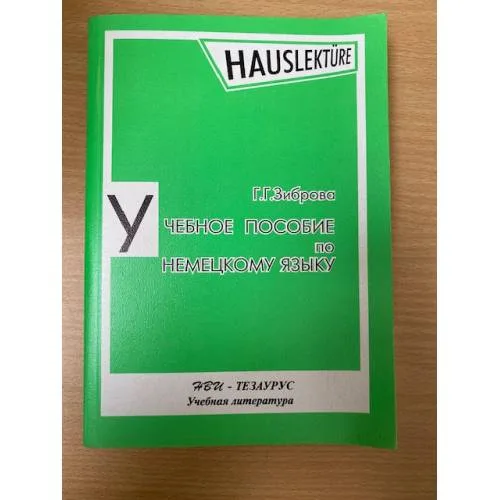 HAUSLEKTÜRE
Г.Г.Зиброва
УЧЕБНОЕ ПОСОБИЕ
по
НЕМЕЦКОМУ ЯЗЫКУ
НВИ - ТЕЗАУРУС
Учебная литература